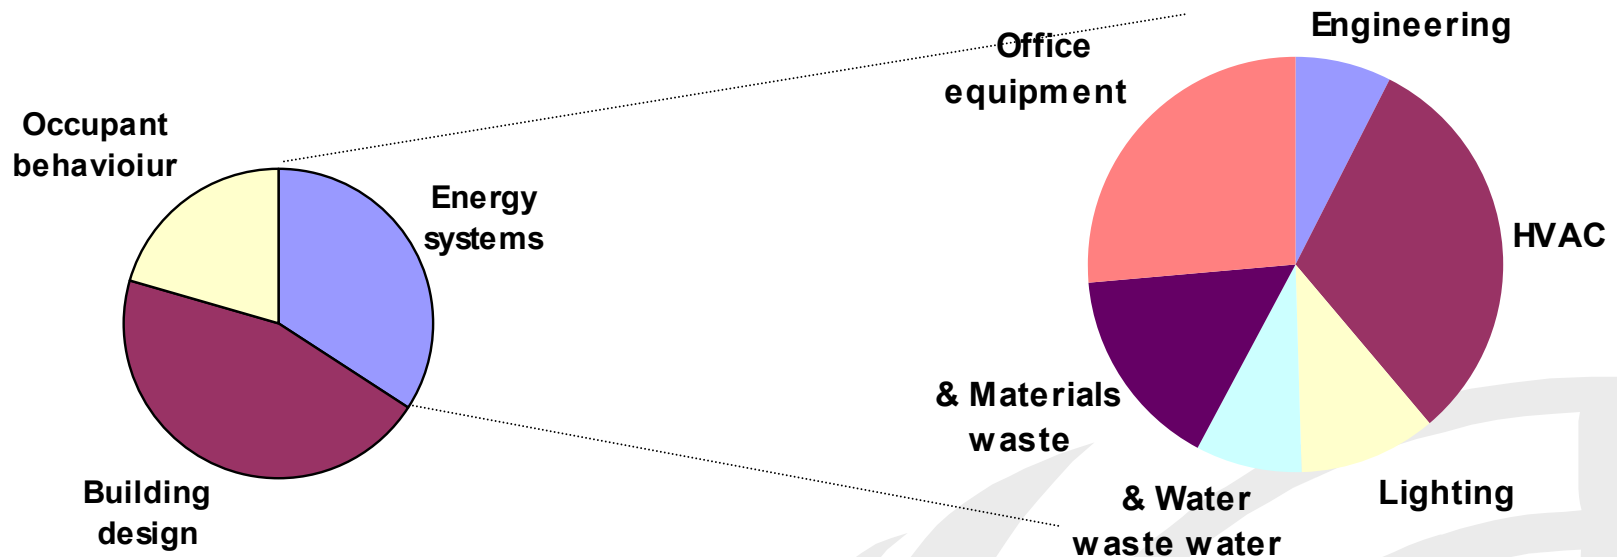 Occupant
behavioiur
Energy
systems
Building
design
Office
equipment
Engineering
HVAC
Lighting
& Water
waste water
& Materials
waste